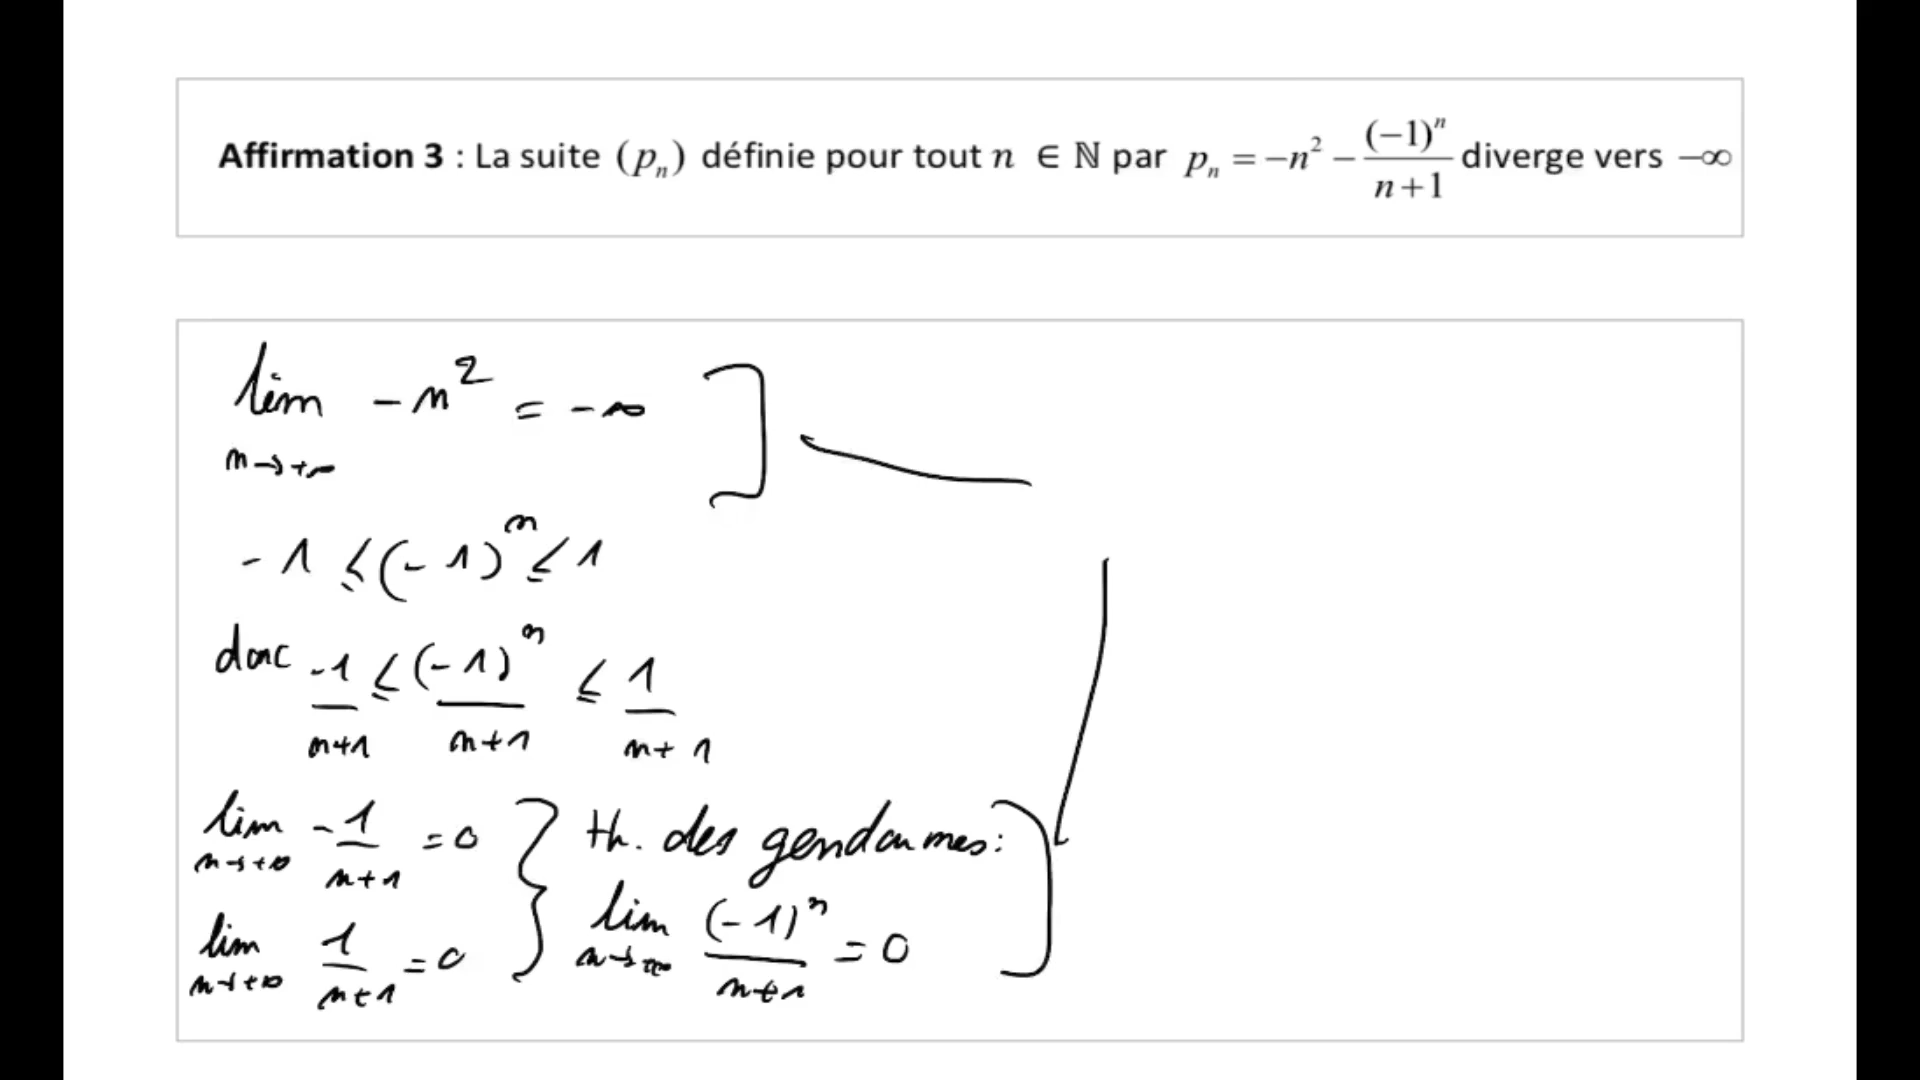 Affirmation 3 : La suite (pₙ) définie pour tout n ∈ ℕ par pₙ = −n² − (−1)ⁿ/(n+1) diverge vers −∞
lim -n² = -∞
n→+∞
-1 ≤ (-1)ⁿ ≤ 1
donc -1/(n+1) ≤ (-1)ⁿ/(n+1) ≤ 1/(n+1)
lim -1/(n+1) = 0
n→+∞
lim 1/(n+1) = 0
n→+∞
th. des gendarmes :
lim (-1)ⁿ/(n+1) = 0
n→+∞